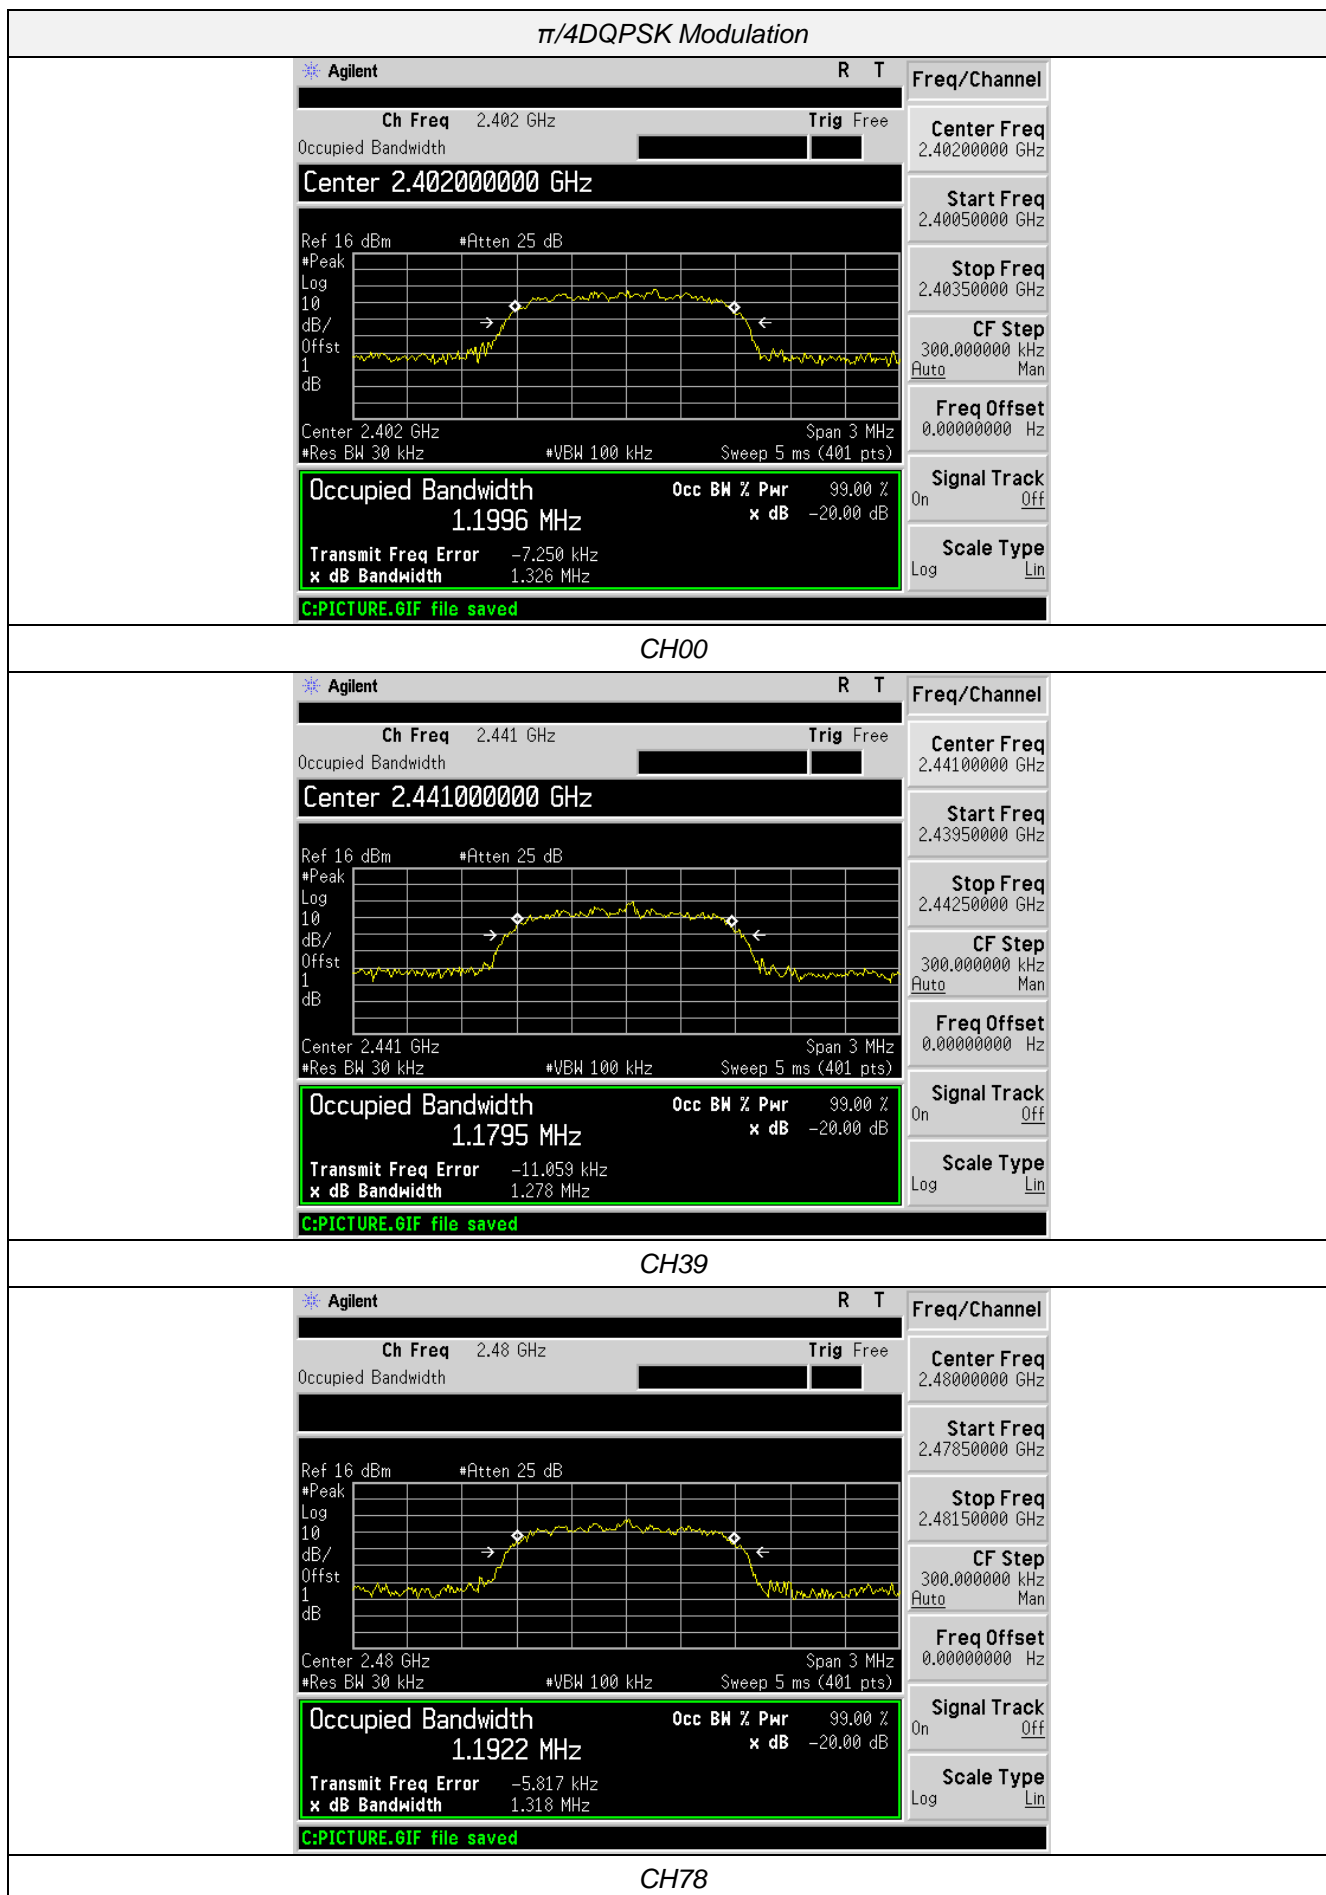 π/4DQPSK Modulation
Agilent R T Freq/Channel
Ch Freq 2.402 GHz Trig Free
Occupied Bandwidth
Center 2.402000000 GHz
Center Freq
2.40200000 GHz
Start Freq
2.40050000 GHz
Stop Freq
2.40350000 GHz
CF Step
300.000000 kHz
Auto Man
Freq Offset
0.00000000 Hz
Signal Track
On Off
Scale Type
Log Lin
Ref 16 dBm #Atten 25 dB
#Peak
Log
10
dB/
Offst
1
dB
Center 2.402 GHz Span 3 MHz
#Res BW 30 kHz #VBW 100 kHz Sweep 5 ms (401 pts)
Occupied Bandwidth Occ BW % Pwr 99.00 %
1.1996 MHz x dB -20.00 dB
Transmit Freq Error -7.250 kHz
x dB Bandwidth 1.326 MHz
C:PICTURE.GIF file saved
CH00
Agilent R T Freq/Channel
Ch Freq 2.441 GHz Trig Free
Occupied Bandwidth
Center 2.441000000 GHz
Center Freq
2.44100000 GHz
Start Freq
2.43950000 GHz
Stop Freq
2.44250000 GHz
CF Step
300.000000 kHz
Auto Man
Freq Offset
0.00000000 Hz
Signal Track
On Off
Scale Type
Log Lin
Ref 16 dBm #Atten 25 dB
#Peak
Log
10
dB/
Offst
1
dB
Center 2.441 GHz Span 3 MHz
#Res BW 30 kHz #VBW 100 kHz Sweep 5 ms (401 pts)
Occupied Bandwidth Occ BW % Pwr 99.00 %
1.1795 MHz x dB -20.00 dB
Transmit Freq Error -11.059 kHz
x dB Bandwidth 1.278 MHz
C:PICTURE.GIF file saved
CH39
Agilent R T Freq/Channel
Ch Freq 2.48 GHz Trig Free
Occupied Bandwidth
Center Freq
2.48000000 GHz
Start Freq
2.47850000 GHz
Stop Freq
2.48150000 GHz
CF Step
300.000000 kHz
Auto Man
Freq Offset
0.00000000 Hz
Signal Track
On Off
Scale Type
Log Lin
Ref 16 dBm #Atten 25 dB
#Peak
Log
10
dB/
Offst
1
dB
Center 2.48 GHz Span 3 MHz
#Res BW 30 kHz #VBW 100 kHz Sweep 5 ms (401 pts)
Occupied Bandwidth Occ BW % Pwr 99.00 %
1.1922 MHz x dB -20.00 dB
Transmit Freq Error -5.817 kHz
x dB Bandwidth 1.318 MHz
C:PICTURE.GIF file saved
CH78